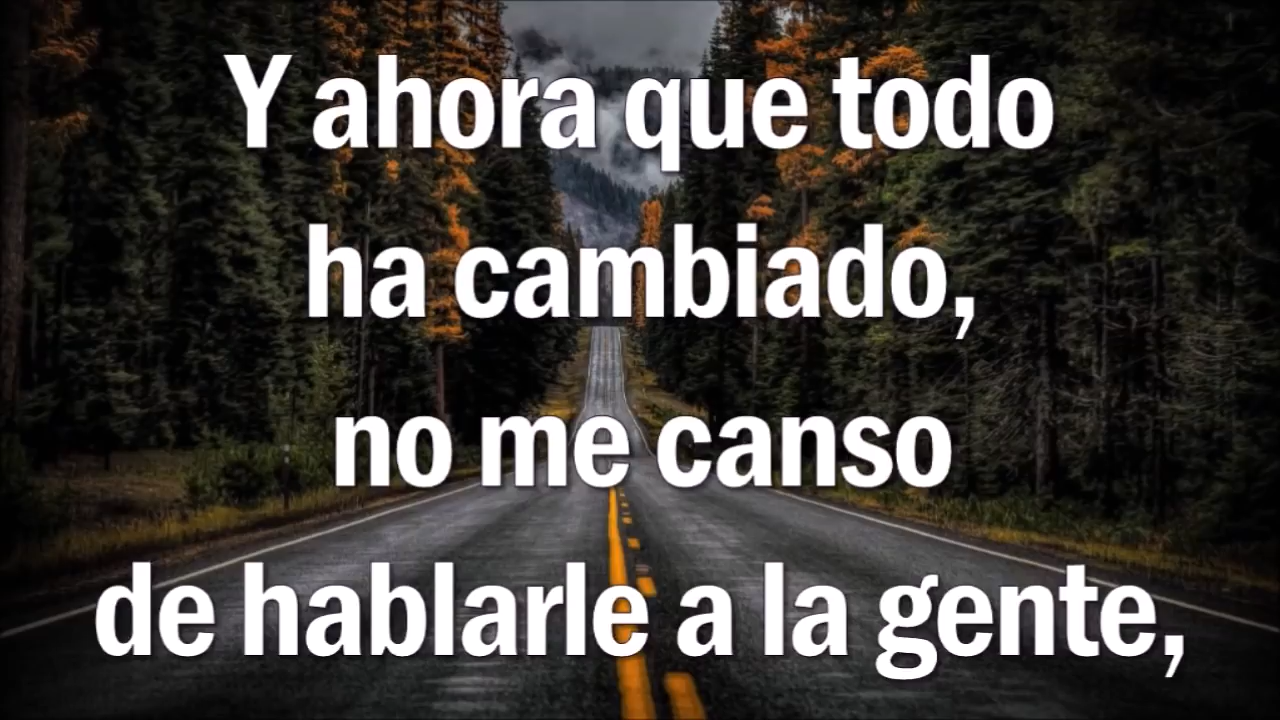 Y ahora que todo
ha cambiado,
no me canso
de hablarle a la gente,